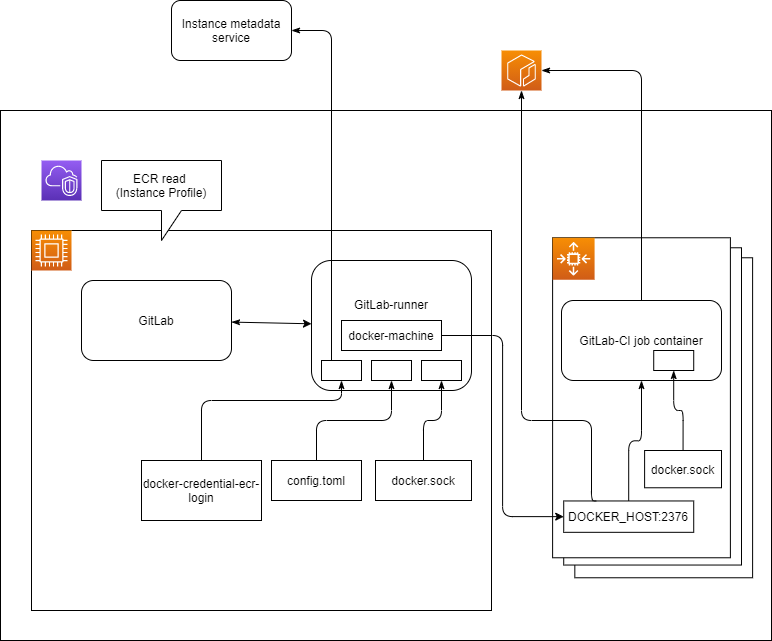 Instance metadata
service
ECR read
(Instance Profile)
GitLab
GitLab-runner
docker-machine
docker-credential-ecr-
login
config.toml
docker.sock
GitLab-CI job container
docker.sock
DOCKER_HOST:2376